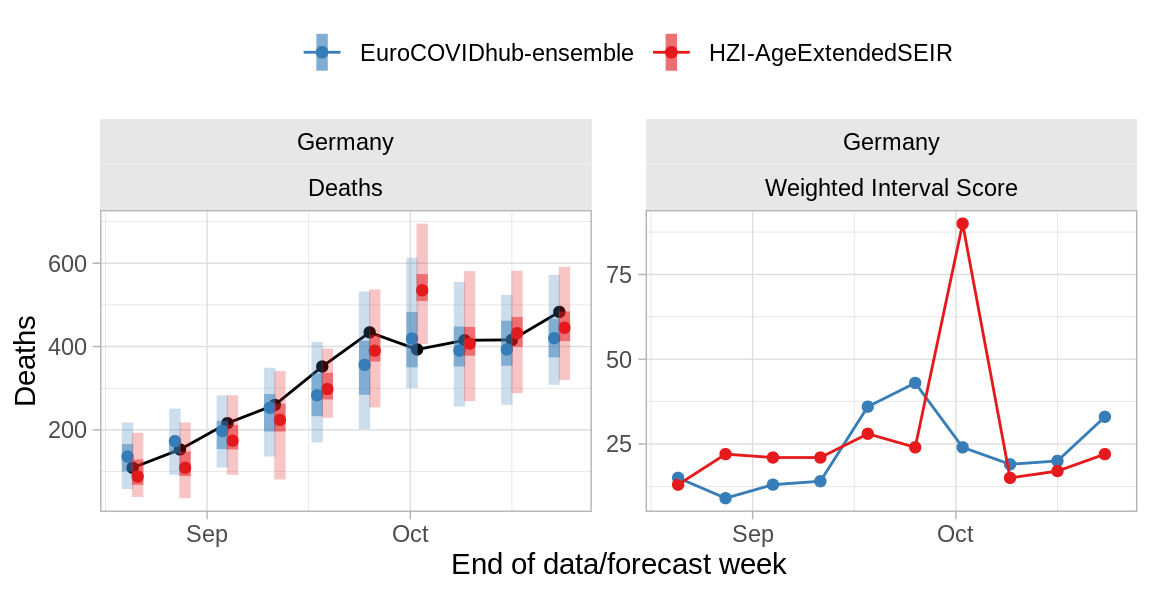 EuroCOVIDhub-ensemble HZI-AgeExtendedSEIR
Germany Germany
Deaths Weighted Interval Score
Deaths
600
400
200
75
50
25
Sep Oct Sep Oct
End of data/forecast week